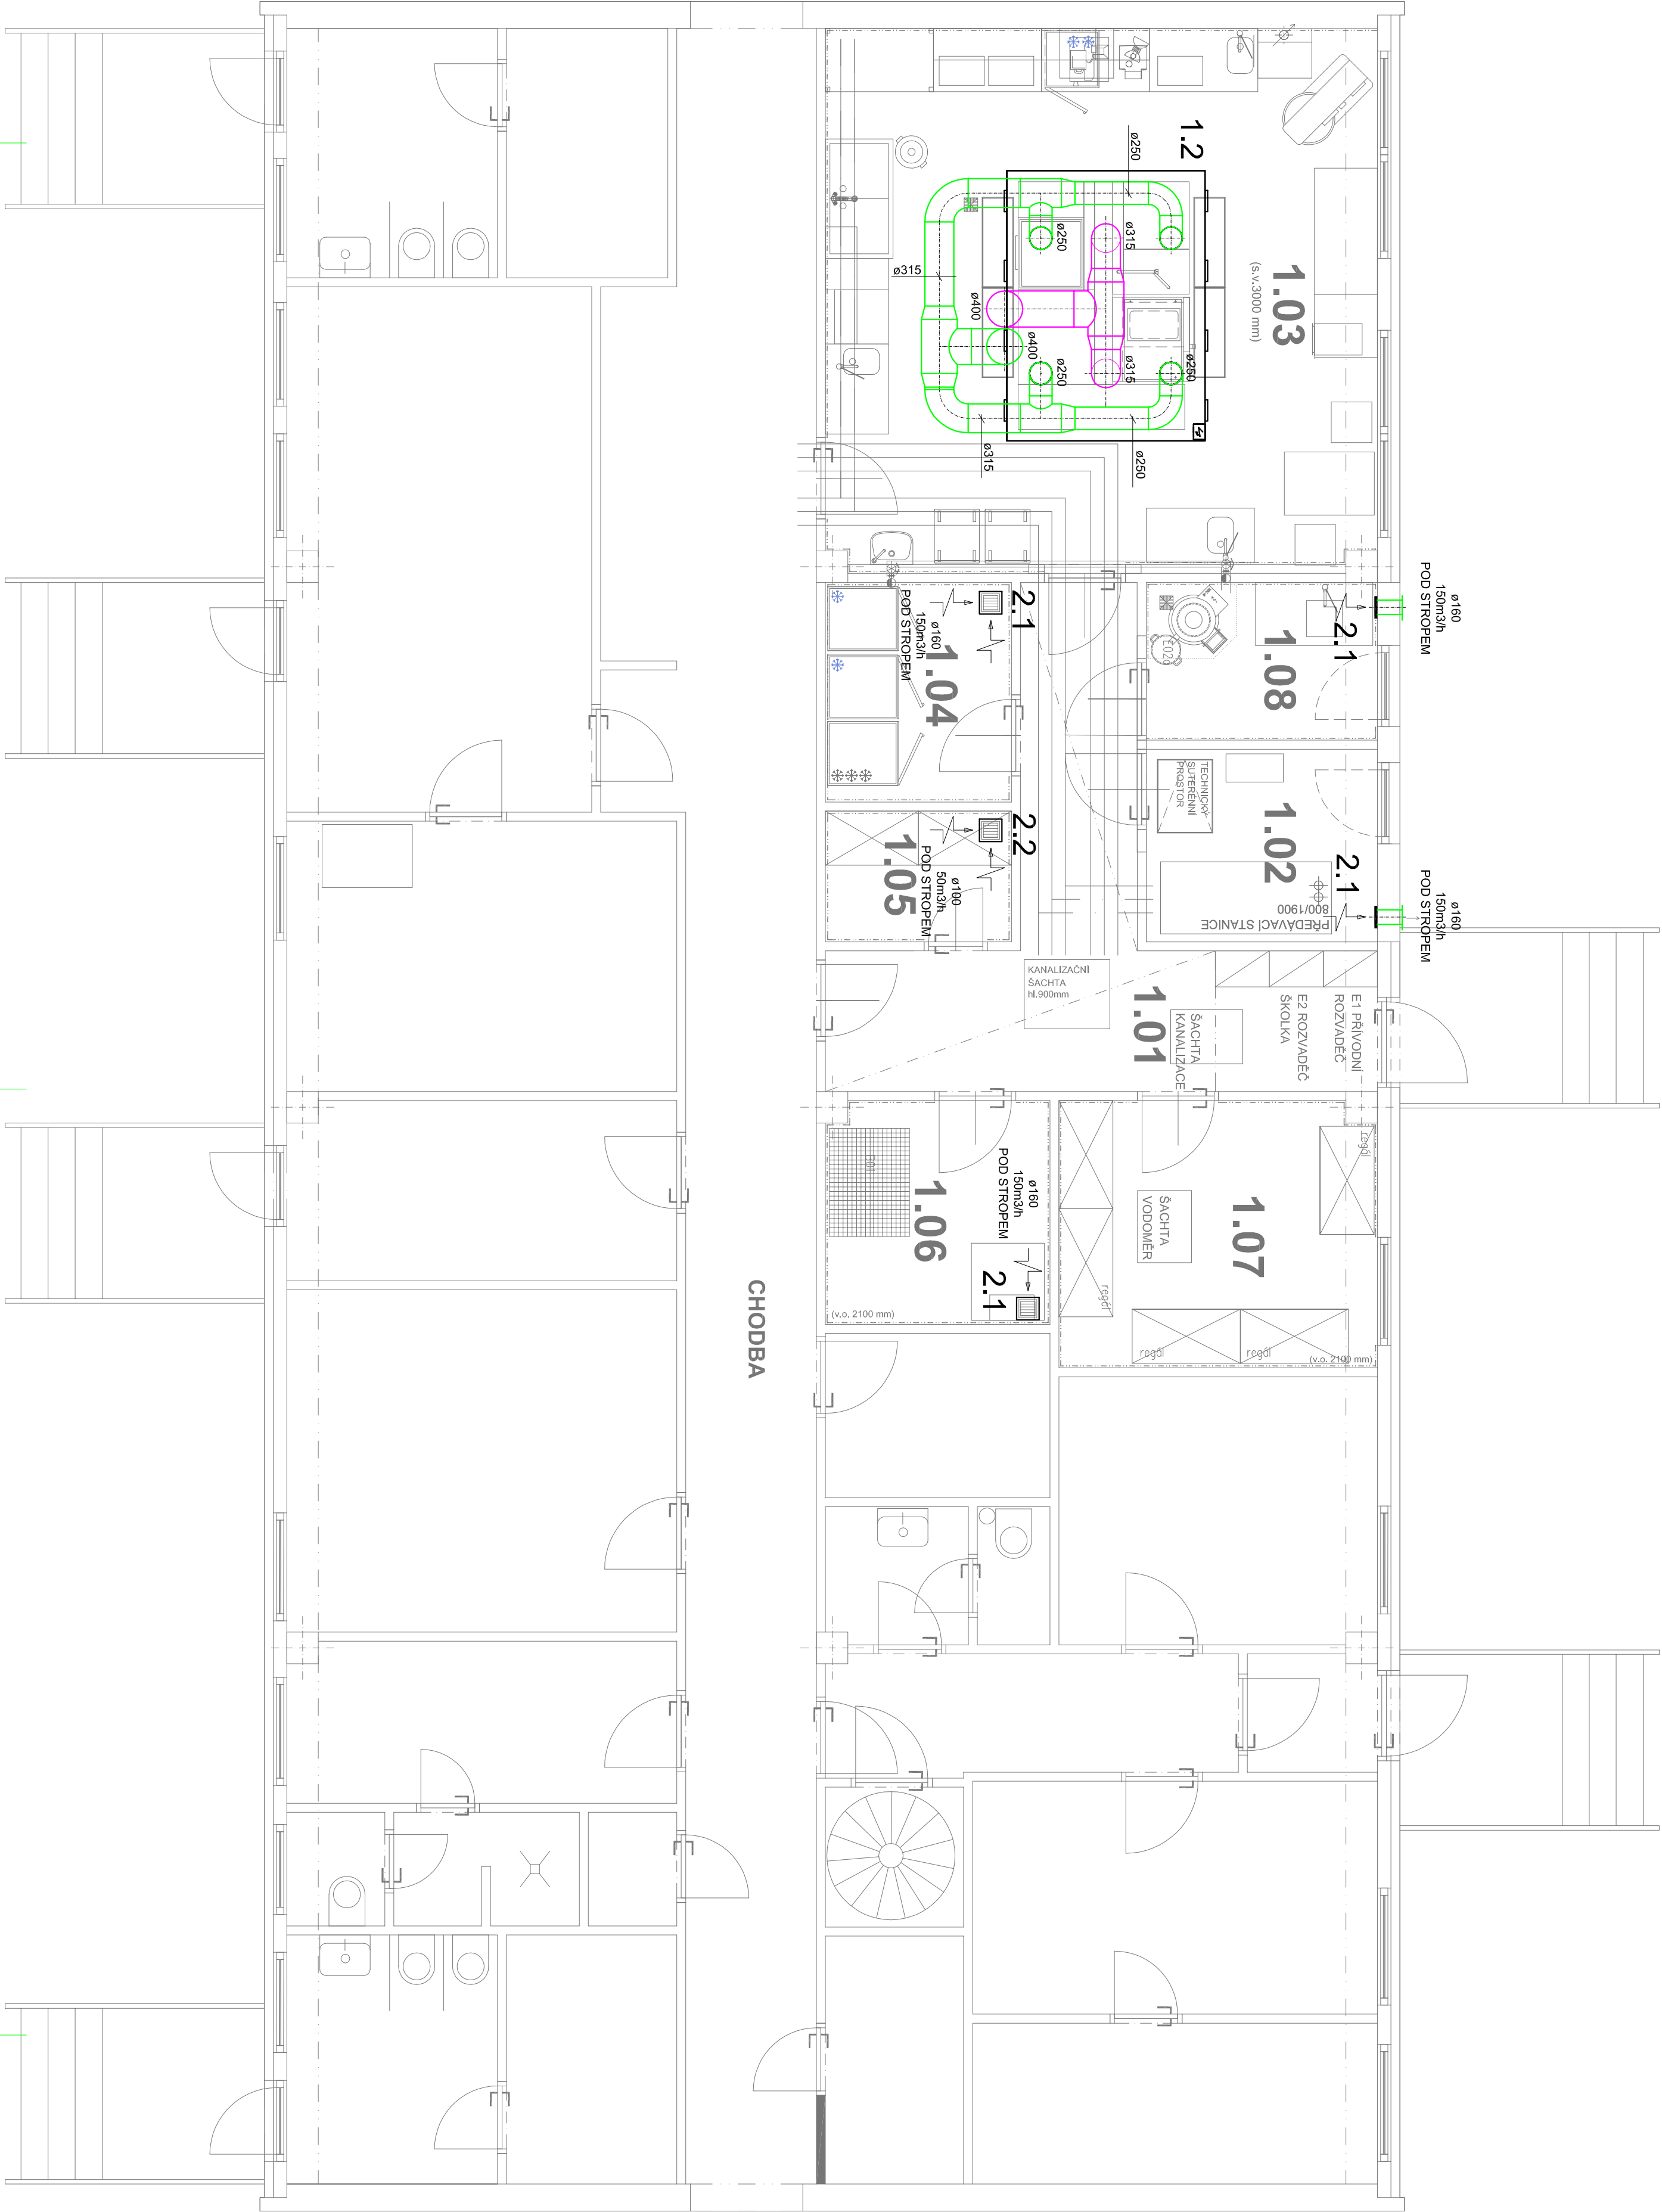 1.2
ø250
ø250
ø315
ø315
ø400
ø400
ø250
ø315
ø250
ø315
ø250
1.03
(s.v.3000 mm)
ø160
150m3/h
POD STROPEM
2.1
1.08
E02a
2.1
ø160
150m3/h
POD STROPEM
1.04
TECHNICKÝ
SUTERÉNNÍ
PROSTOR
1.02
2.1
ø160
150m3/h
POD STROPEM
PŘEDÁVACÍ STANICE
800/1900
2.2
1.05
ø100
50m3/h
POD STROPEM
KANALIZAČNÍ
ŠACHTA
hl.900mm
1.01
ŠACHTA
KANALIZACE
E1 PŘÍVODNÍ
ROZVADĚČ
E2 ROZVADĚČ
ŠKOLKA
1.06
ø160
150m3/h
POD STROPEM
2.1
(v.o. 2100 mm)
1.07
ŠACHTA
VODOMĚR
regál
regál
regál
regál
(v.o. 2100 mm)
CHODBA